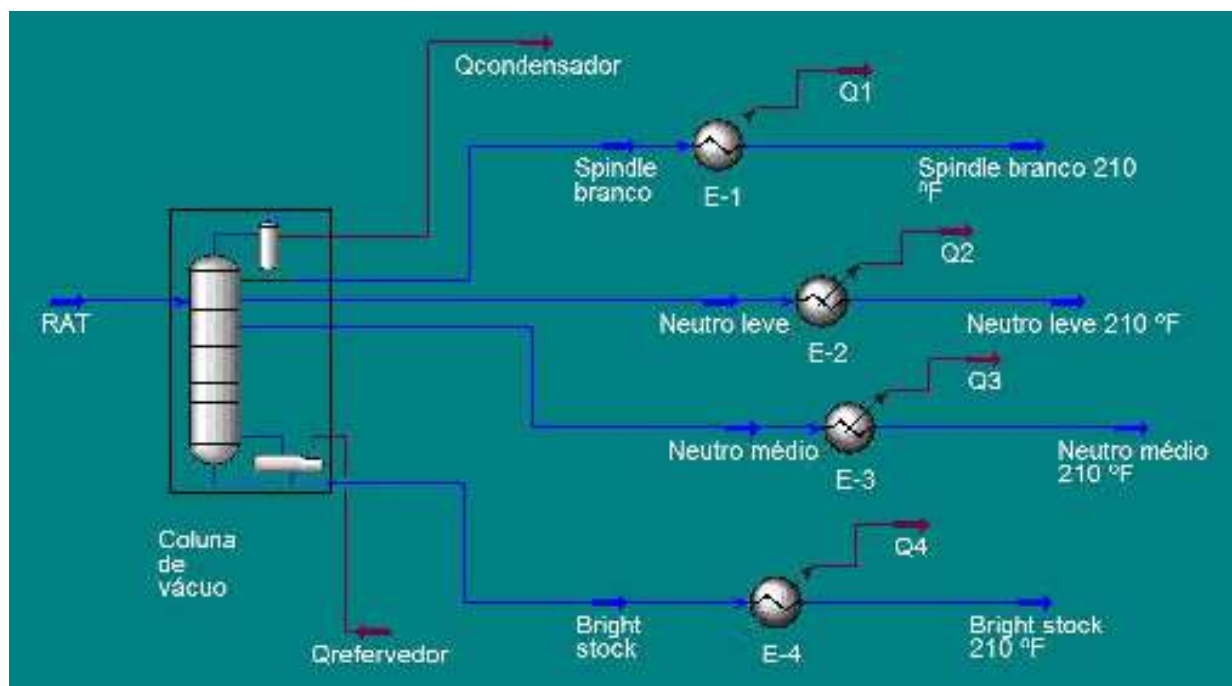 Qcondensador
Q1
Spindle
branco
E-1
Spindle branco 210
ºF
Q2
RAT
Neutro leve
E-2
Neutro leve 210 ºF
Q3
Neutro médio
E-3
Neutro médio
210 ºF
Coluna
de
vácuo
Q4
Bright
stock
E-4
Bright stock
210 ºF
Qrefervedor